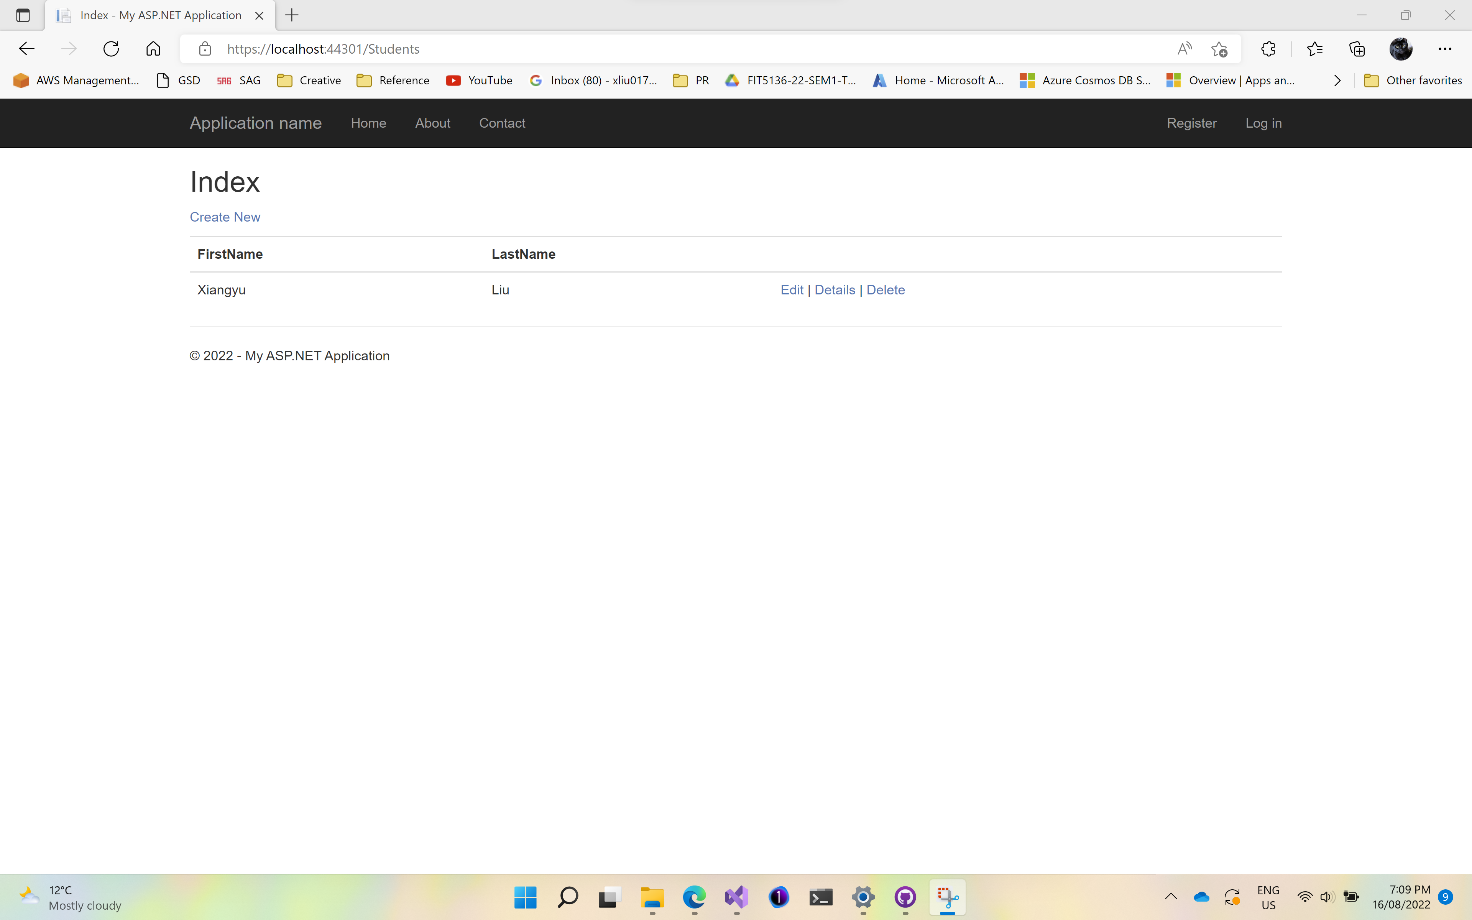 Index - My ASP.NET Application
https://localhost:44301/Students
AWS Management... GSD SAG SAG Creative Reference YouTube Inbox (80) - xliu017... PR FIT5136-22-SEM1-T... Home - Microsoft A... Azure Cosmos DB S... Overview | Apps an... Other favorites
Application name Home About Contact Register Log in
Index
Create New
FirstName LastName
Xiangyu Liu Edit | Details | Delete
© 2022 - My ASP.NET Application
12°C
Mostly cloudy
1
ENG
US
7:09 PM
16/08/2022
9